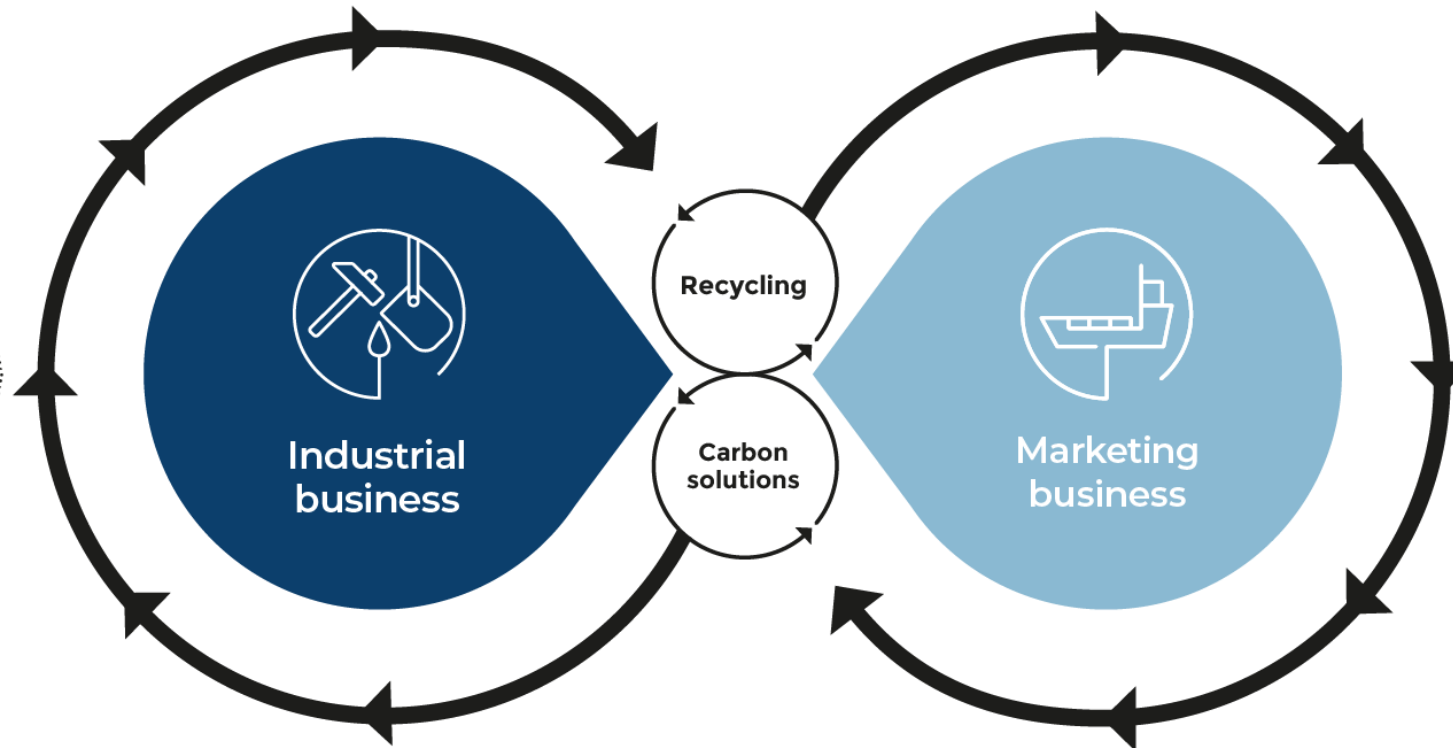 Industrial
business
Recycling
Carbon
solutions
Marketing
business